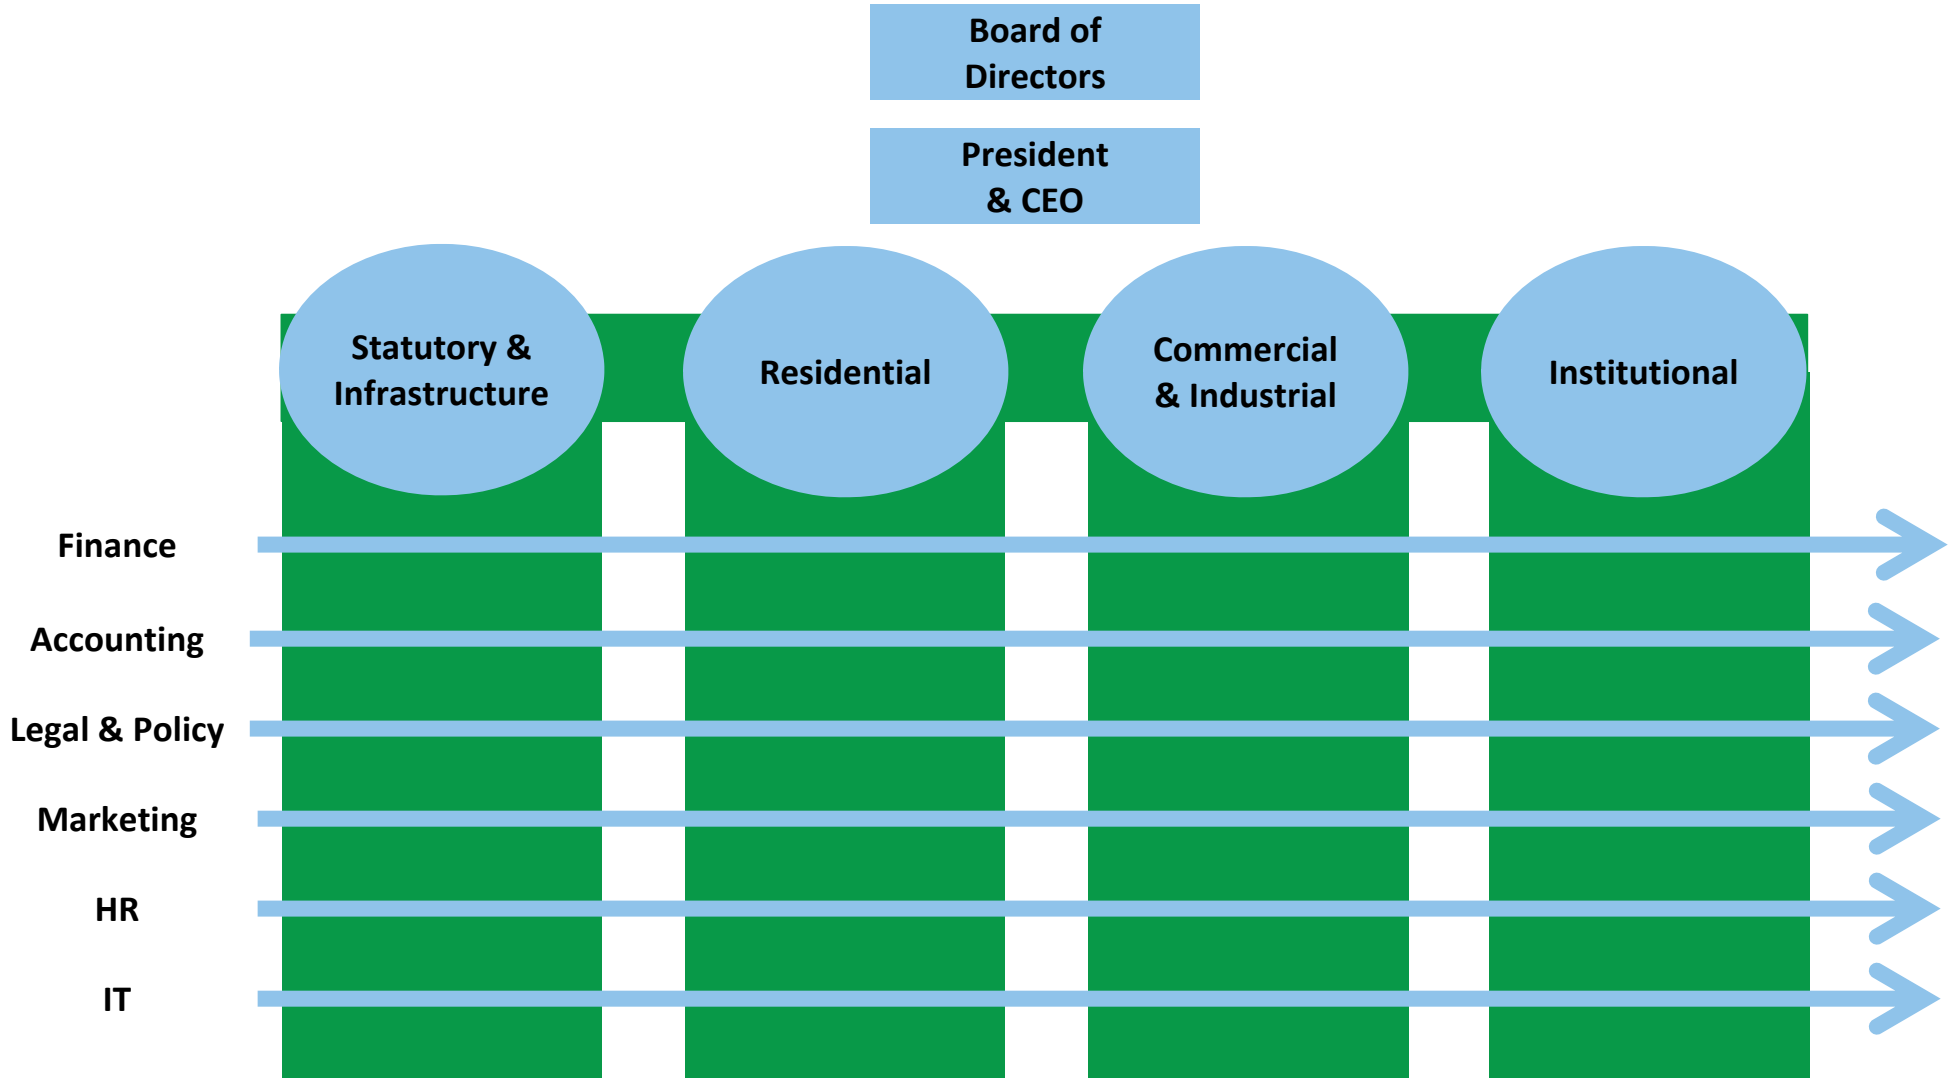 Board of
Directors
President
& CEO
Statutory &
Infrastructure
Residential
Commercial
& Industrial
Institutional
Finance
Accounting
Legal & Policy
Marketing
HR
IT